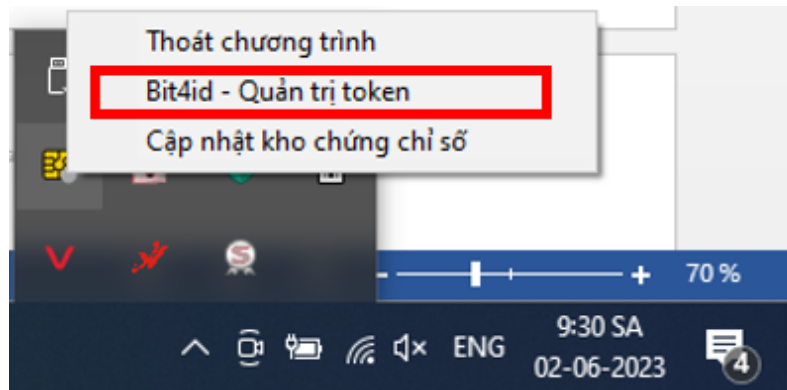 Thoát chương trình
Bit4id - Quản trị token
Cập nhật kho chứng chỉ số
70 %
ENG
9:30 SA
02-06-2023
4